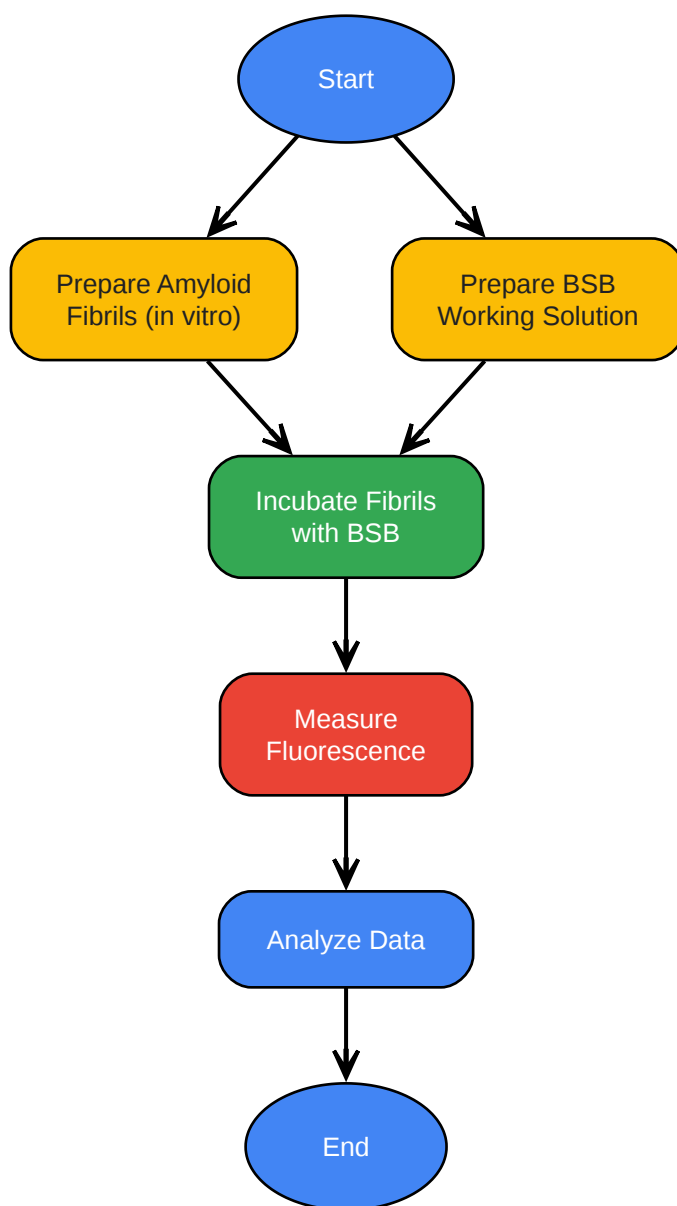 Start
Prepare Amyloid
Fibrils (in vitro)
Prepare BSB
Working Solution
Incubate Fibrils
with BSB
Measure
Fluorescence
Analyze Data
End